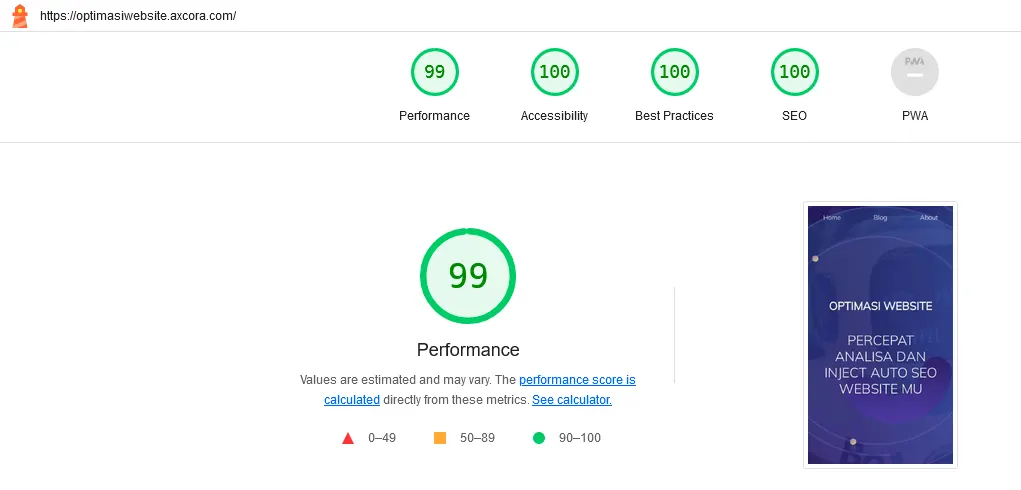 https://optimasiwebsite.axcora.com/
99 100 100 100 PWA
Performance Accessibility Best Practices SEO PWA
99
Performance
Values are estimated and may vary. The performance score is
calculated directly from these metrics. See calculator.
0–49 50–89 90–100
Home Blog About
OPTIMASI WEBSITE
PERCEPAT
ANALISA DAN
INJECT AUTO SEO
WEBSITE MU